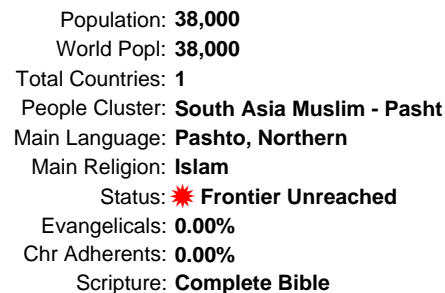 Population: 38,000
World Popl: 38,000
Total Countries: 1
People Cluster: South Asia Muslim - Pasht
Main Language: Pashto, Northern
Main Religion: Islam
Status: Frontier Unreached
Evangelicals: 0.00%
Chr Adherents: 0.00%
Scripture: Complete Bible